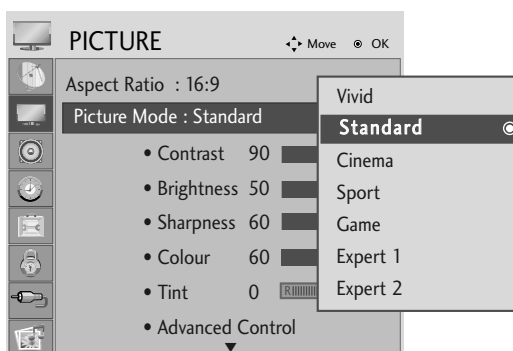 PICTURE
Move OK
Aspect Ratio : 16:9
Picture Mode : Standard
• Contrast 90
• Brightness 50
• Sharpness 60
• Colour 60
• Tint 0 R
• Advanced Control
Vivid
Standard
Cinema
Sport
Game
Expert 1
Expert 2